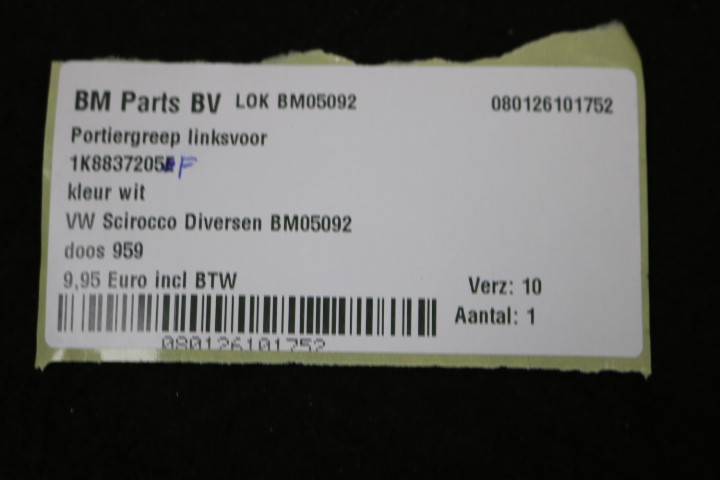 BM Parts BV LOK BM05092 080126101752
Portiergreep linksvoor
1K8837205F
kleur wit
VW Scirocco Diversen BM05092
doos 959
9,95 Euro incl BTW Verz: 10
Aantal: 1
080126101752